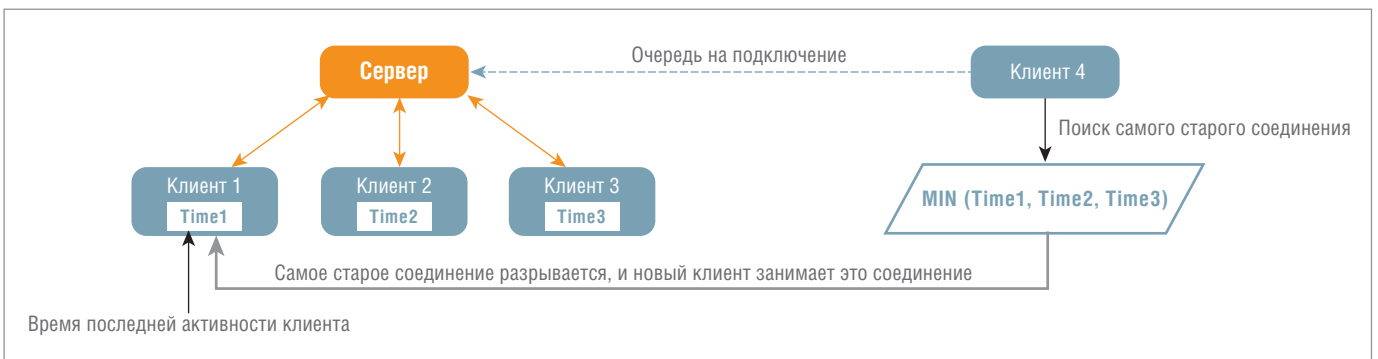 Очередь на подключение
Сервер
Клиент 4
Поиск самого старого соединения
Клиент 1
Time1
Клиент 2
Time2
Клиент 3
Time3
MIN (Time1, Time2, Time3)
Самое старое соединение разрывается, и новый клиент занимает это соединение
Время последней активности клиента